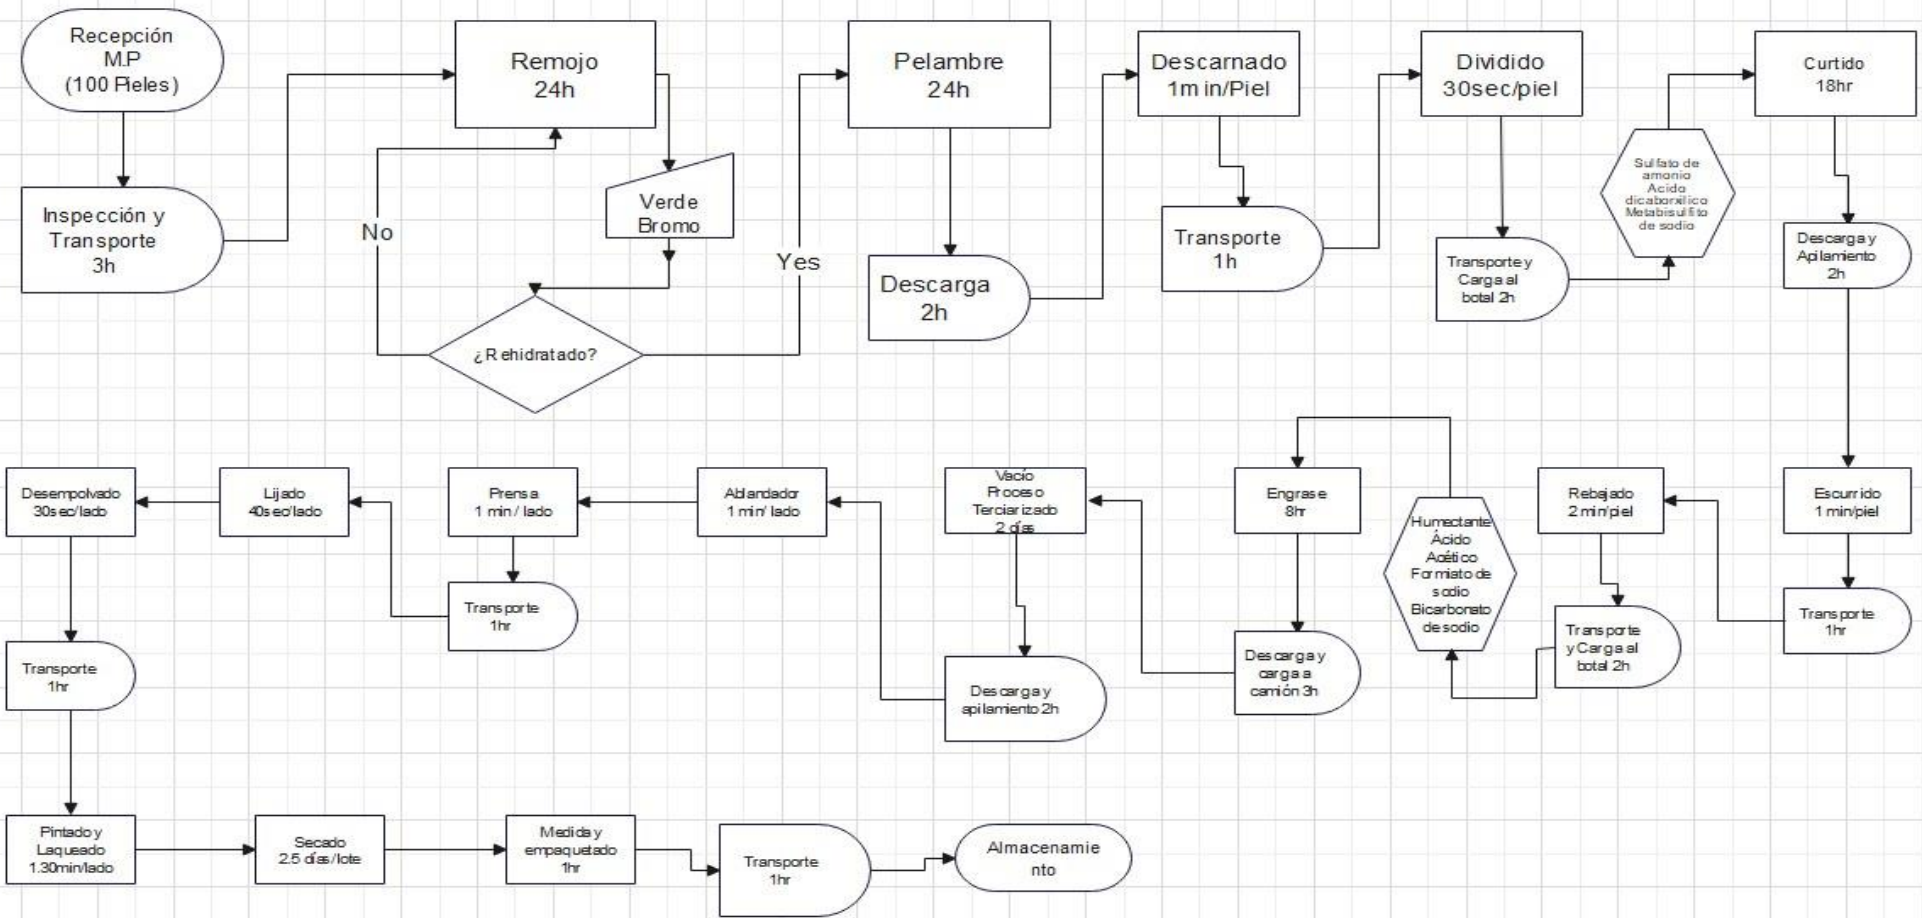 Recepción
M.P
(100 Pieles)
Inspección y
Transporte
3h
Remojo
24h
Verde
Bromo
No
¿Rehidratado?
Yes
Pelambre
24h
Descarga
2h
Descarnado
1min/Piel
Transporte
1h
Dividido
30sec/piel
Transporte y
Carga al
botal 2h
Sulfato de
amonio
Acido
dicaborxilico
Metabisulfito
de sodio
Curtido
18hr
Descarga y
Apilamiento
2h
Escurrido
1 min/piel
Transporte
1hr
Rebajado
2 min/piel
Transporte
y Carga al
botal 2h
Humectante
Ácido
Acético
Formiato de
sodio
Bicarbonato
de sodio
Engrase
8hr
Descarga y
carga a
camión 3h
Vacío
Proceso
Terciarizado
2 días
Descarga y
apilamiento 2h
Ablandador
1 min/ lado
Prensa
1 min / lado
Transporte
1hr
Lijado
40sec/lado
Desempolvado
30sec/lado
Transporte
1hr
Pintado y
Laqueado
1.30min/lado
Secado
2.5 días/lote
Medida y
empaquetado
1hr
Transporte
1hr
Almacenamie
nto